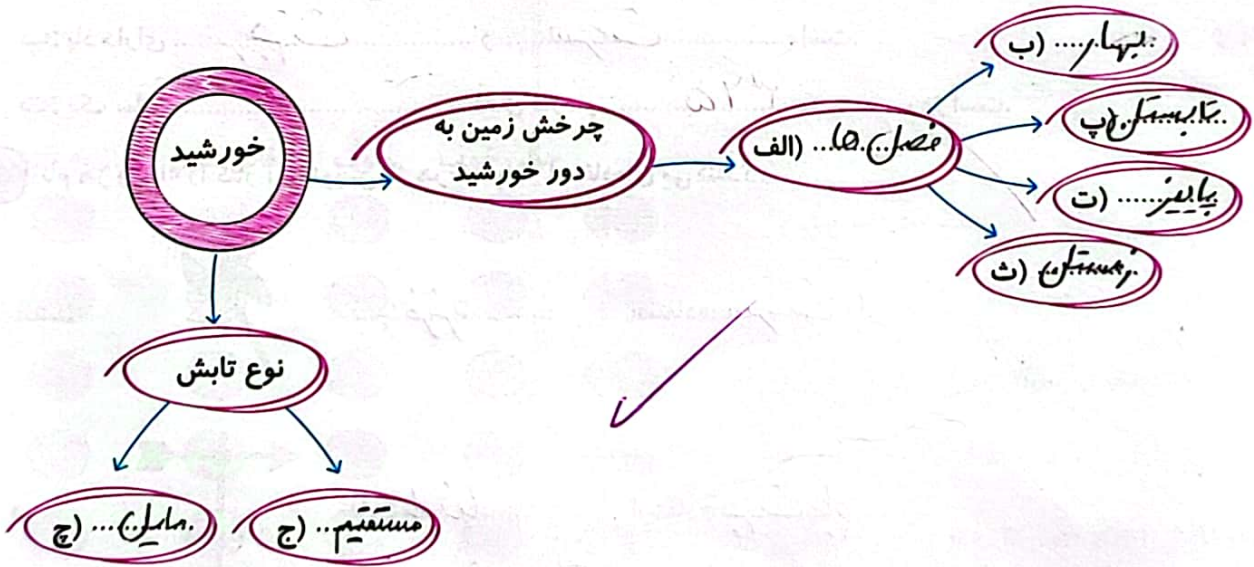 خورشید
چرخش زمین به
دور خورشید
الف) فصل ها
ب) بهار
پ) تابستان
ت) پاییز
ث) زمستان
نوع تابش
ج) مستقیم
چ) مایل